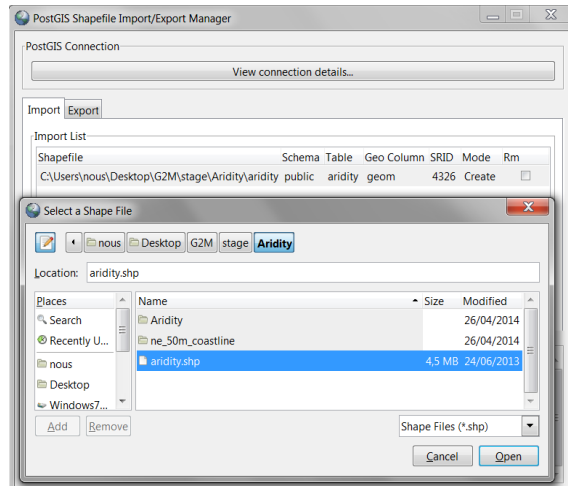 PostGIS Shapefile Import/Export Manager
PostGIS Connection
View connection details...
Import Export
Import List
Shapefile Schema Table Geo Column SRID Mode Rm
C:\Users\nous\Desktop\G2M\stage\Aridity\aridity public aridity geom 4326 Create
Select a Shape File
nous Desktop G2M stage Aridity
Location: aridity.shp
Places Name Size Modified
Search Aridity 26/04/2014
Recently U... ne_50m_coastline 26/04/2014
nous aridity.shp 4,5 MB 24/06/2013
Desktop
Windows7...
Add Remove Shape Files (*.shp)
Cancel Open